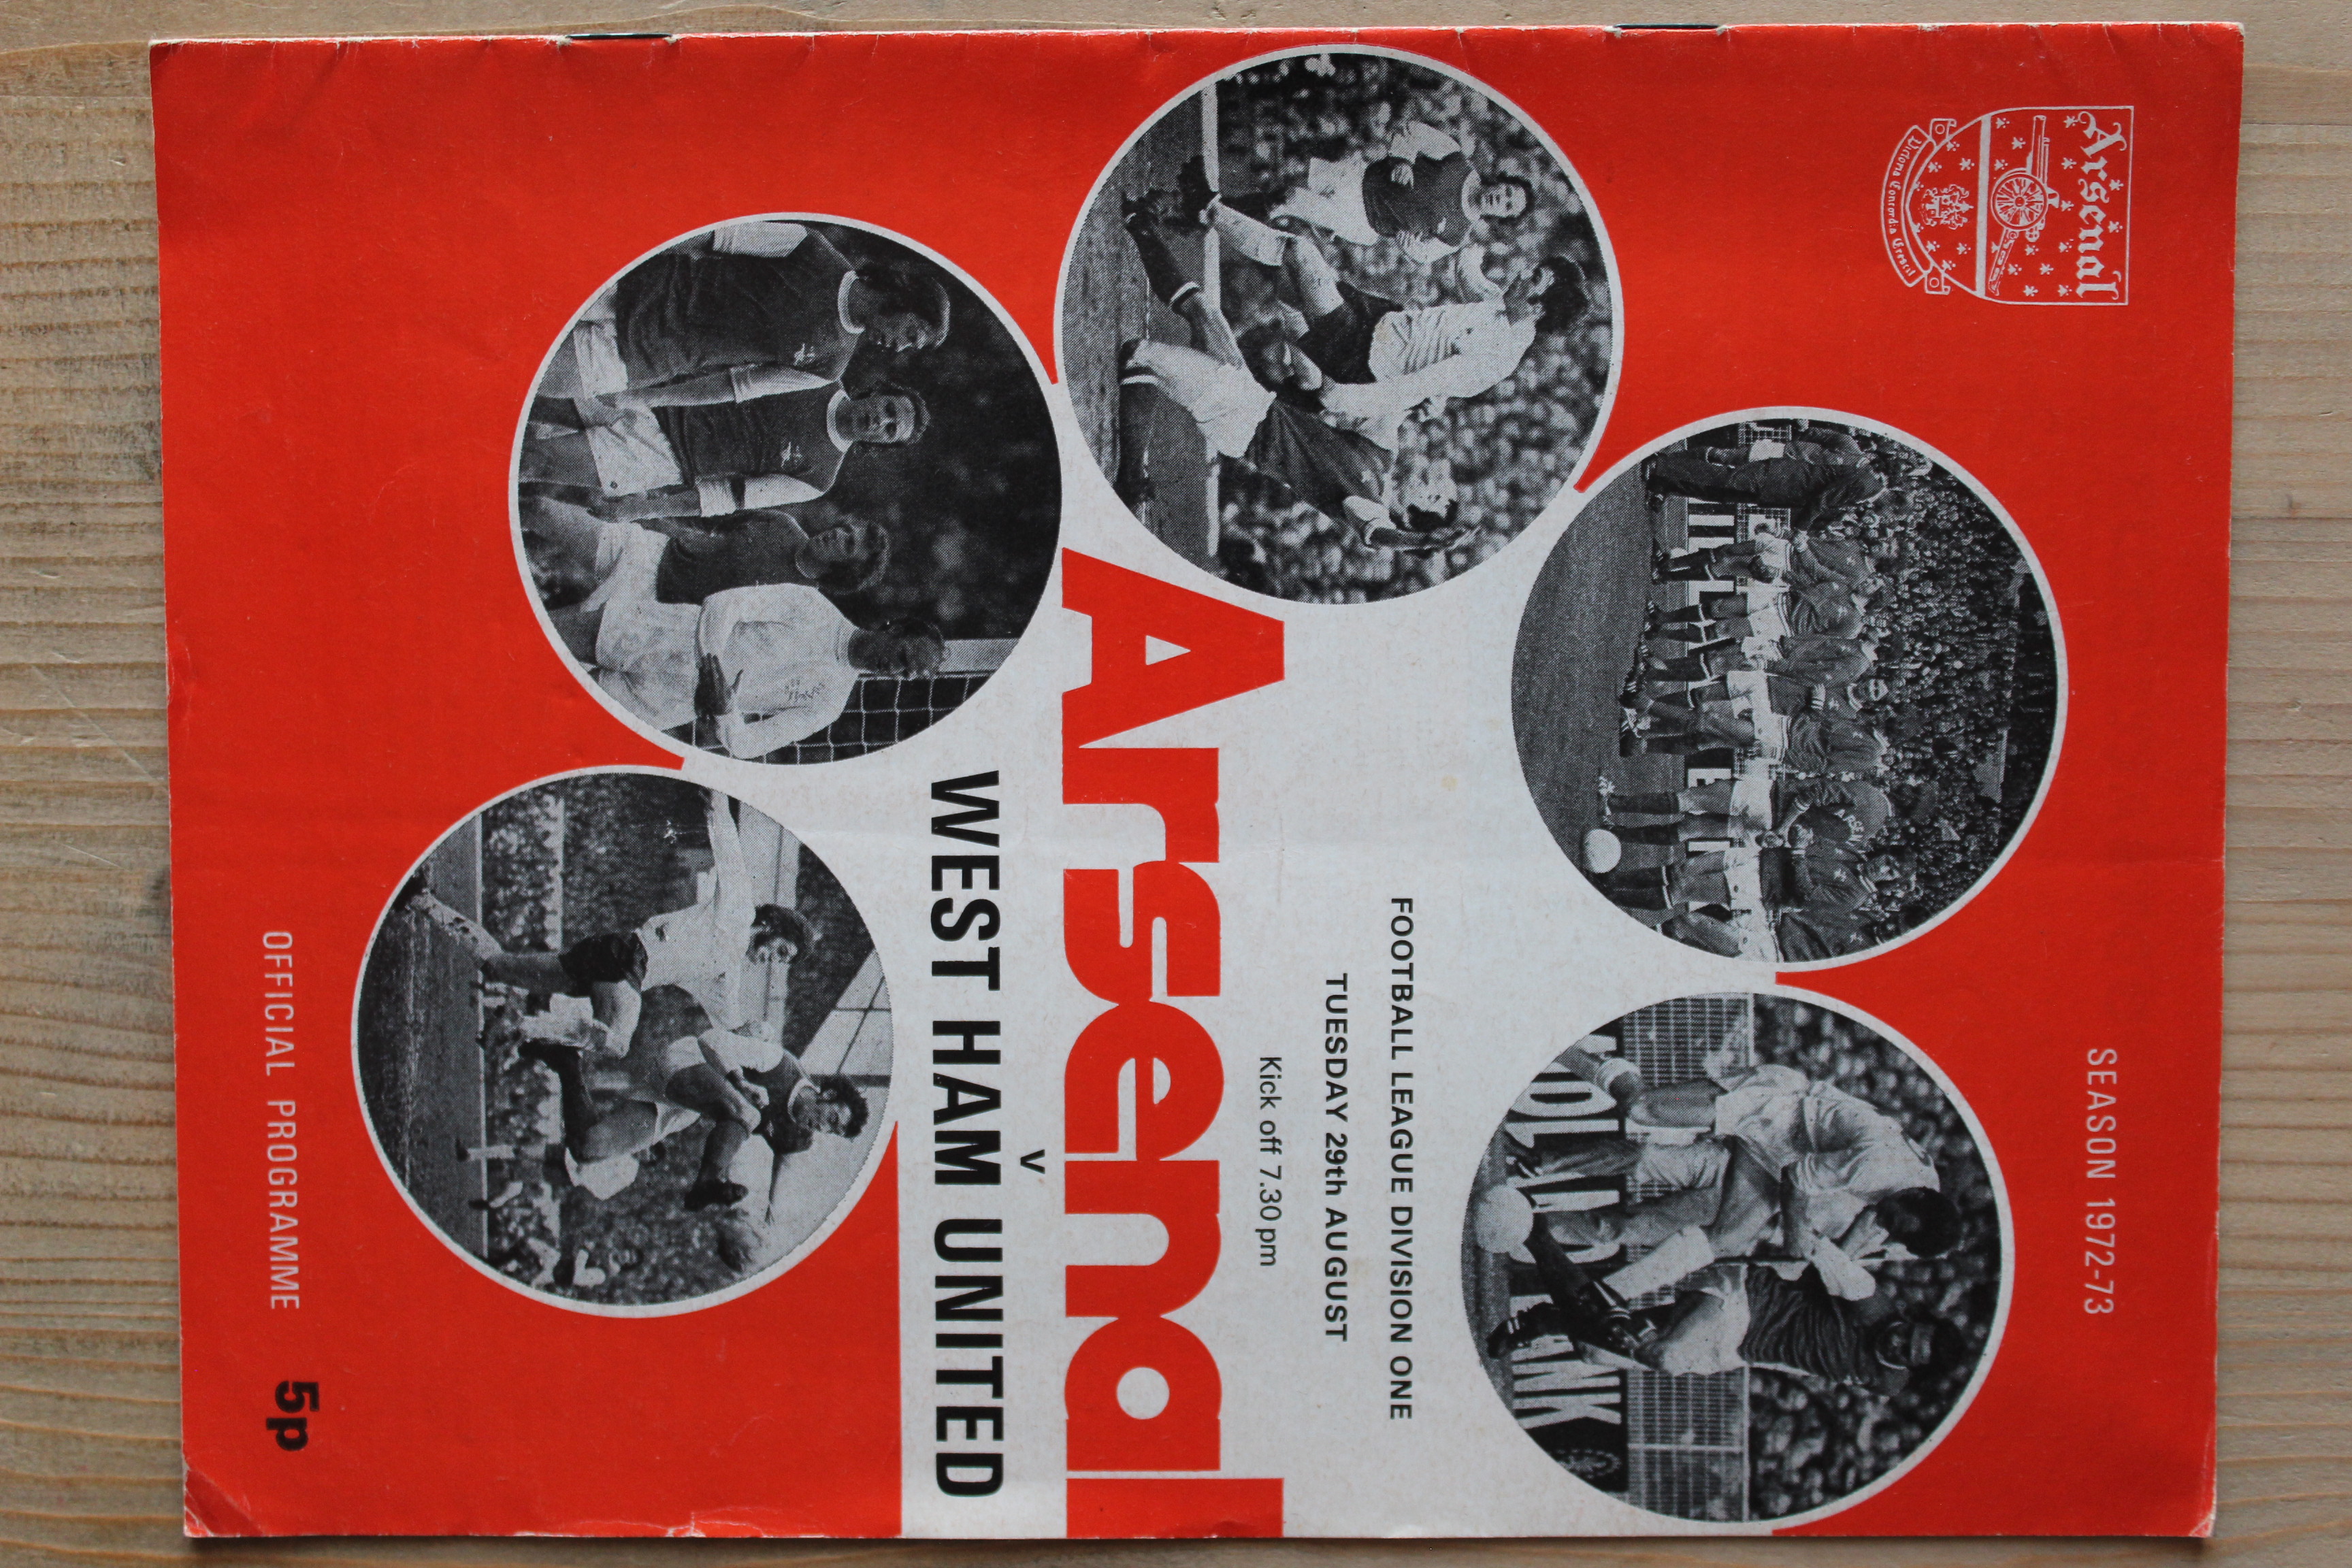 Arsenal
Victoria Concordia Crescit
SEASON 1972-73
FOOTBALL LEAGUE DIVISION ONE
TUESDAY 29th AUGUST
Kick off 7.30 pm
Arsenal
v
WEST HAM UNITED
OFFICIAL PROGRAMME 5p